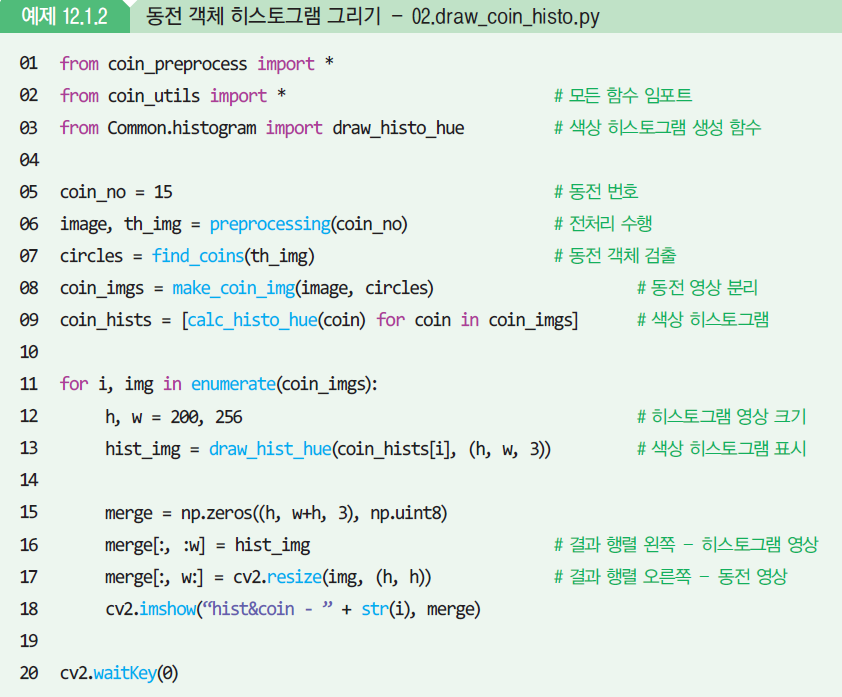 예제 12.1.2 동전 객체 히스토그램 그리기 - 02.draw_coin_histo.py
01 from coin_preprocess import *
02 from coin_utils import * # 모든 함수 임포트
03 from Common.histogram import draw_histo_hue # 색상 히스토그램 생성 함수
04
05 coin_no = 15 # 동전 번호
06 image, th_img = preprocessing(coin_no) # 전처리 수행
07 circles = find_coins(th_img) # 동전 객체 검출
08 coin_imgs = make_coin_img(image, circles) # 동전 영상 분리
09 coin_hists = [calc_histo_hue(coin) for coin in coin_imgs] # 색상 히스토그램
10
11 for i, img in enumerate(coin_imgs):
12 h, w = 200, 256 # 히스토그램 영상 크기
13 hist_img = draw_hist_hue(coin_hists[i], (h, w, 3)) # 색상 히스토그램 표시
14
15 merge = np.zeros((h, w+h, 3), np.uint8)
16 merge[:, :w] = hist_img # 결과 행렬 왼쪽 - 히스토그램 영상
17 merge[:, w:] = cv2.resize(img, (h, h)) # 결과 행렬 오른쪽 - 동전 영상
18 cv2.imshow(“hist&coin - ” + str(i), merge)
19
20 cv2.waitKey(0)